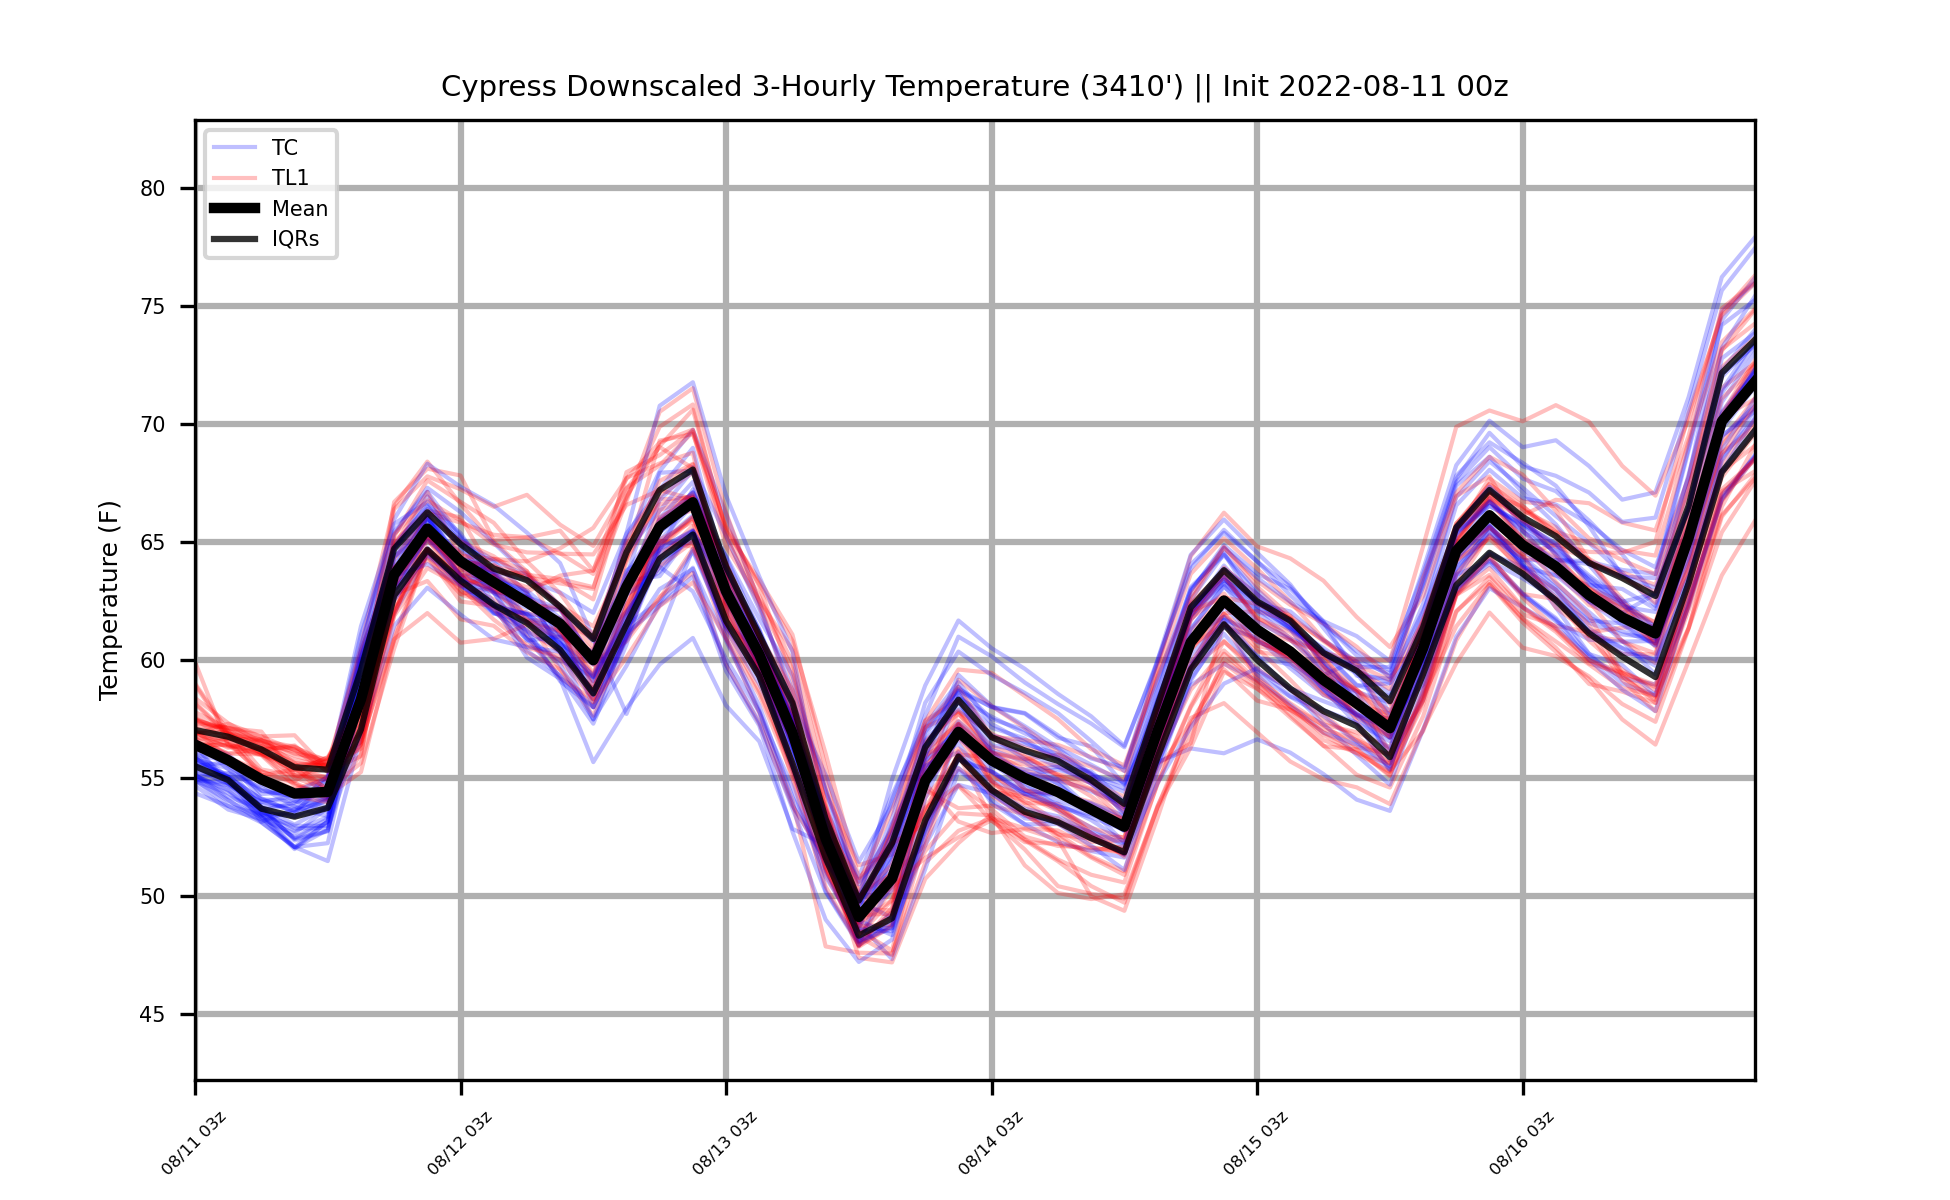 Cypress Downscaled 3-Hourly Temperature (3410') || Init 2022-08-11 00z
TC
TL1
Mean
IQRs
Temperature (F)
80
75
70
65
60
55
50
45
08/11 03z
08/12 03z
08/13 03z
08/14 03z
08/15 03z
08/16 03z